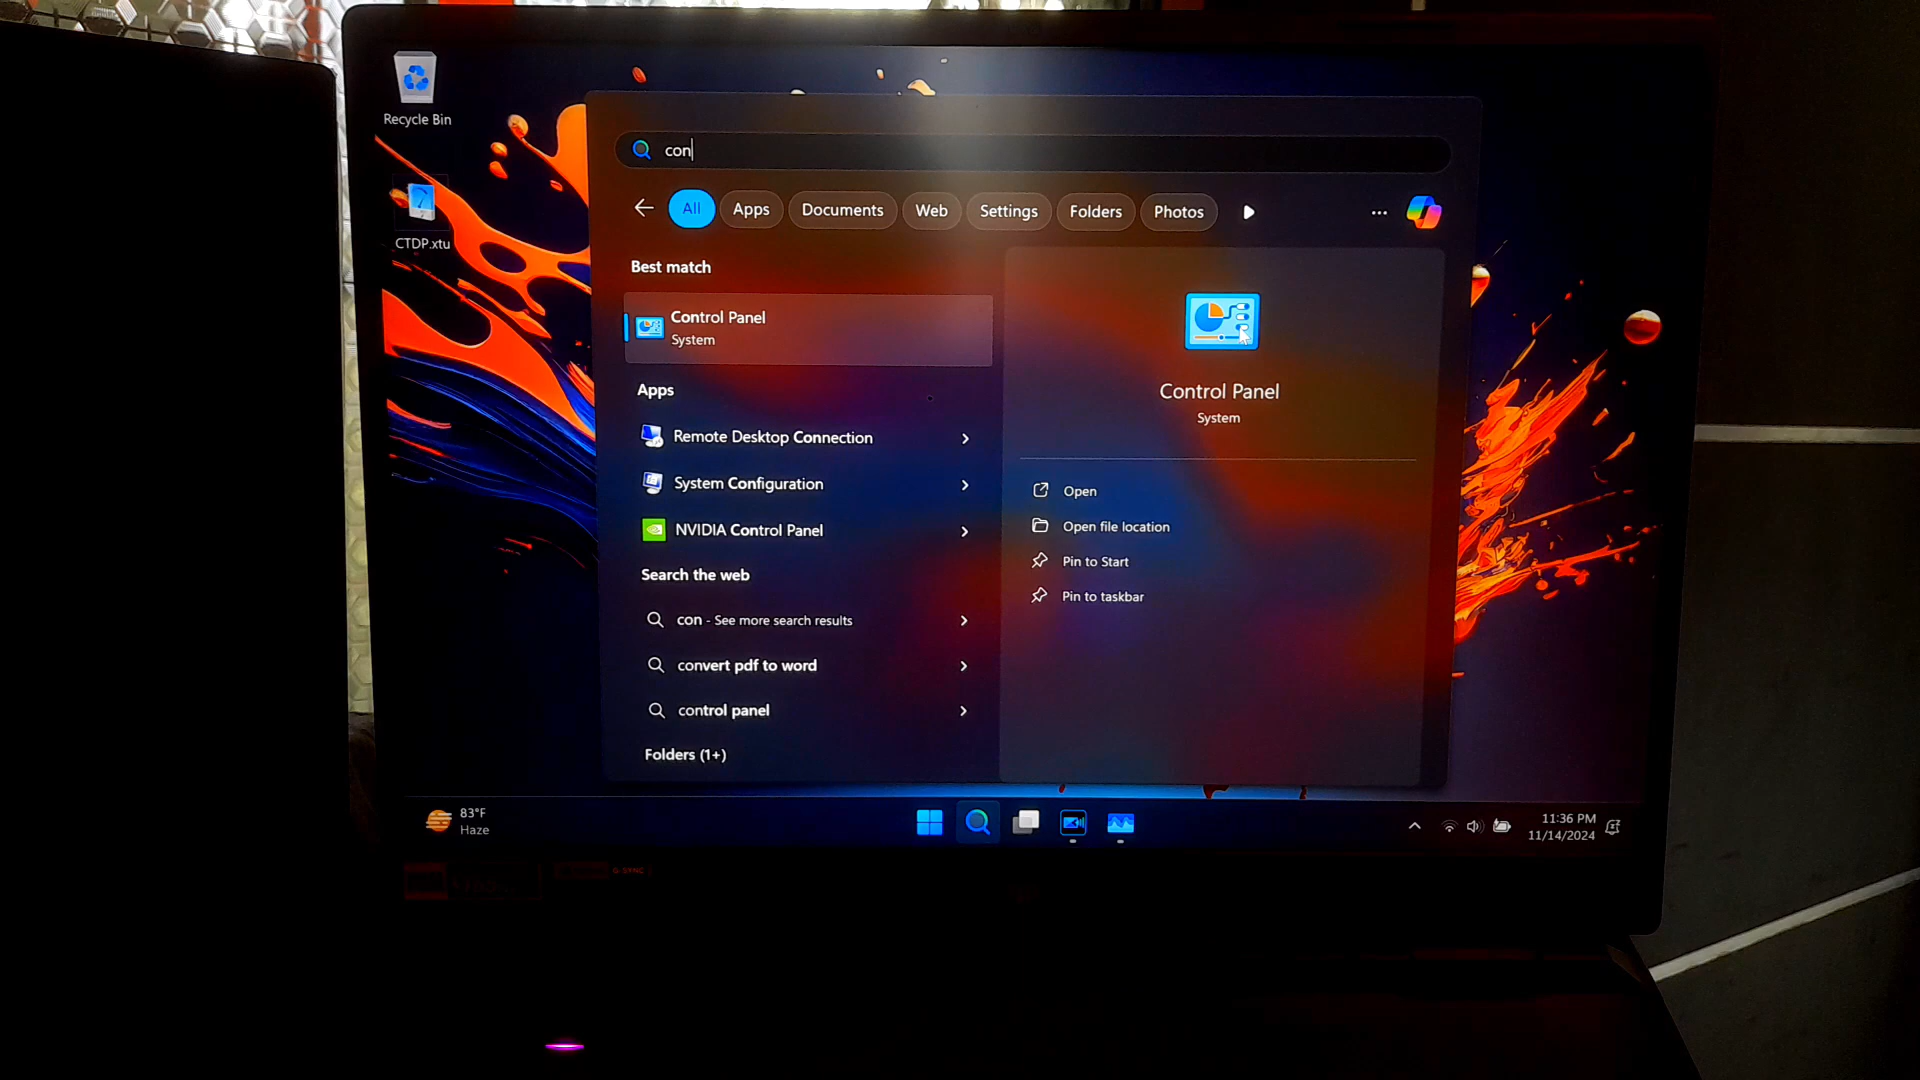 Recycle Bin
CTDP.xtu
con
All
Apps
Documents
Web
Settings
Folders
Photos
Best match
Control Panel
System
Apps
Remote Desktop Connection
System Configuration
NVIDIA Control Panel
Search the web
con - See more search results
convert pdf to word
control panel
Folders (1+)
Control Panel
System
Open
Open file location
Pin to Start
Pin to taskbar
83°F
Haze
11:36 PM
11/14/2024
G-SYNC